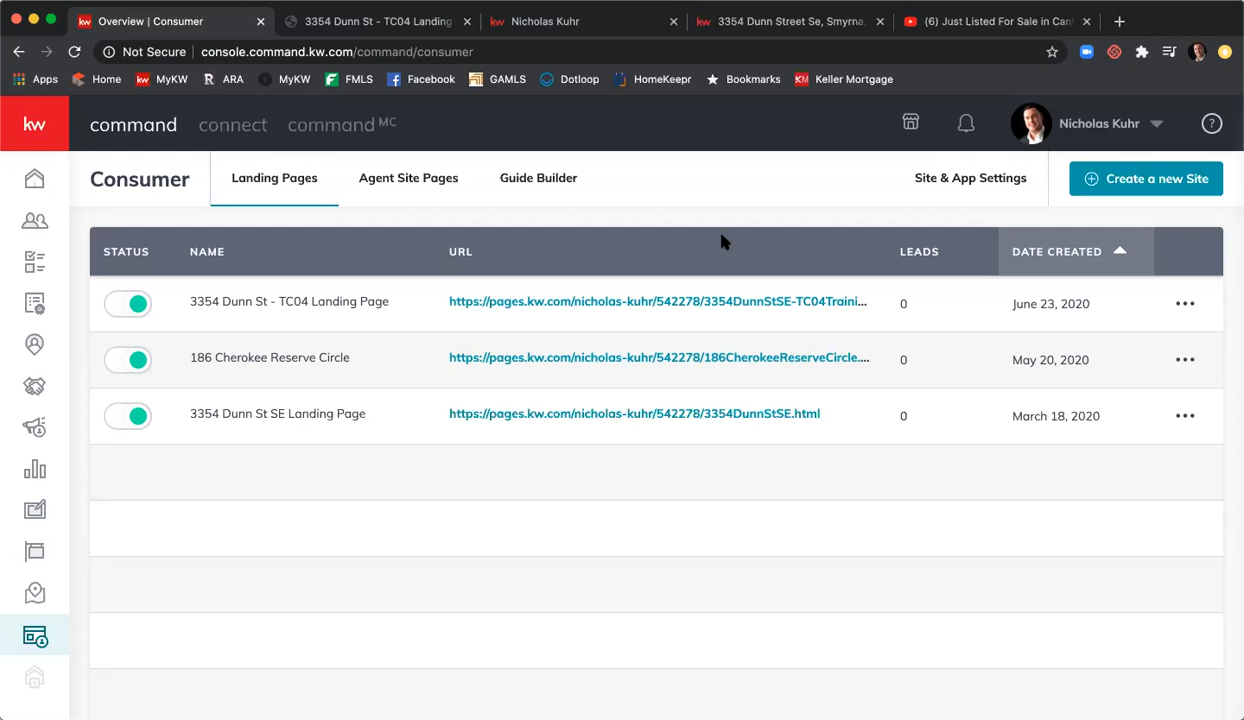 kw Overview | Consumer
3354 Dunn St - TC04 Landing
kw Nicholas Kuhr
kw 3354 Dunn Street Se, Smyrna,
(6) Just Listed For Sale in Can
Not Secure | console.command.kw.com/command/consumer
Apps Home kw MyKW R ARA MyKW F FMLS f Facebook GAMLS Dotloop HomeKeepr Bookmarks KM Keller Mortgage
kw command connect command MC Nicholas Kuhr ?
Consumer Landing Pages Agent Site Pages Guide Builder Site & App Settings Create a new Site
STATUS NAME URL LEADS DATE CREATED
3354 Dunn St - TC04 Landing Page https://pages.kw.com/nicholas-kuhr/542278/3354DunnStSE-TC04Traini... 0 June 23, 2020
186 Cherokee Reserve Circle https://pages.kw.com/nicholas-kuhr/542278/186CherokeeReserveCircle.... 0 May 20, 2020
3354 Dunn St SE Landing Page https://pages.kw.com/nicholas-kuhr/542278/3354DunnStSE.html 0 March 18, 2020